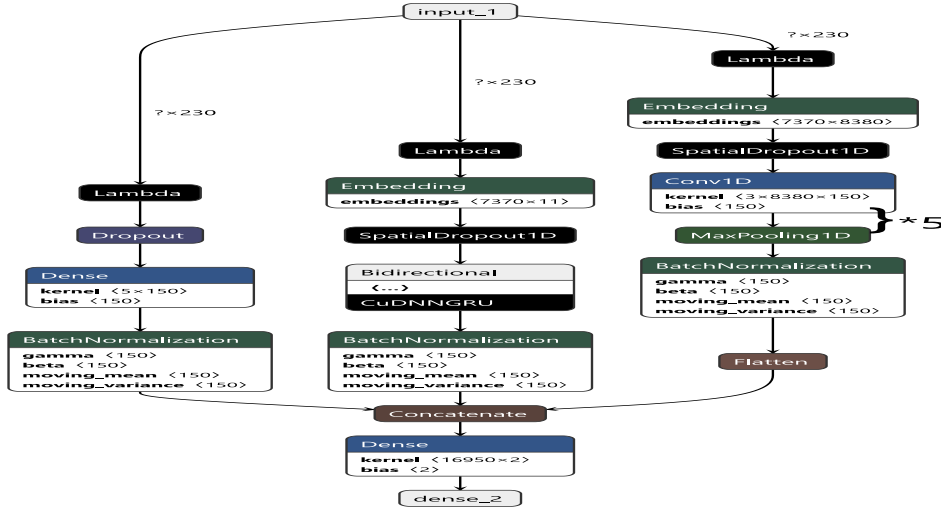 input_1
?×230
Lambda
Dropout
Dense
kernel ⟨5×150⟩
bias ⟨150⟩
BatchNormalization
gamma ⟨150⟩
beta ⟨150⟩
moving_mean ⟨150⟩
moving_variance ⟨150⟩
?×230
Lambda
Embedding
embeddings ⟨7370×11⟩
SpatialDropout1D
Bidirectional
⟨...⟩
CuDNNGRU
BatchNormalization
gamma ⟨150⟩
beta ⟨150⟩
moving_mean ⟨150⟩
moving_variance ⟨150⟩
?×230
Lambda
Embedding
embeddings ⟨7370×8380⟩
SpatialDropout1D
Conv1D
kernel ⟨3×8380×150⟩
bias ⟨150⟩
} *5
MaxPooling1D
BatchNormalization
gamma ⟨150⟩
beta ⟨150⟩
moving_mean ⟨150⟩
moving_variance ⟨150⟩
Flatten
Concatenate
Dense
kernel ⟨16950×2⟩
bias ⟨2⟩
dense_2